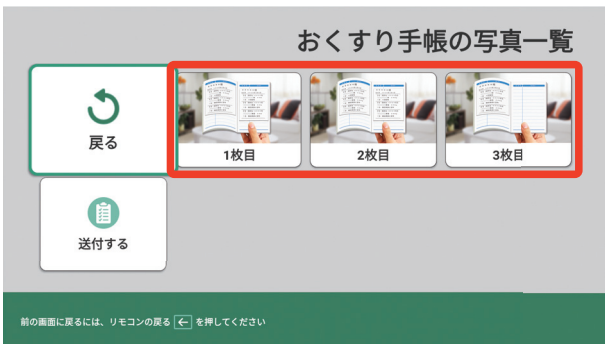 おくすり手帳の写真一覧
戻る
1枚目
2枚目
3枚目
送付する
前の画面に戻るには、リモコンの戻る ← を押してください